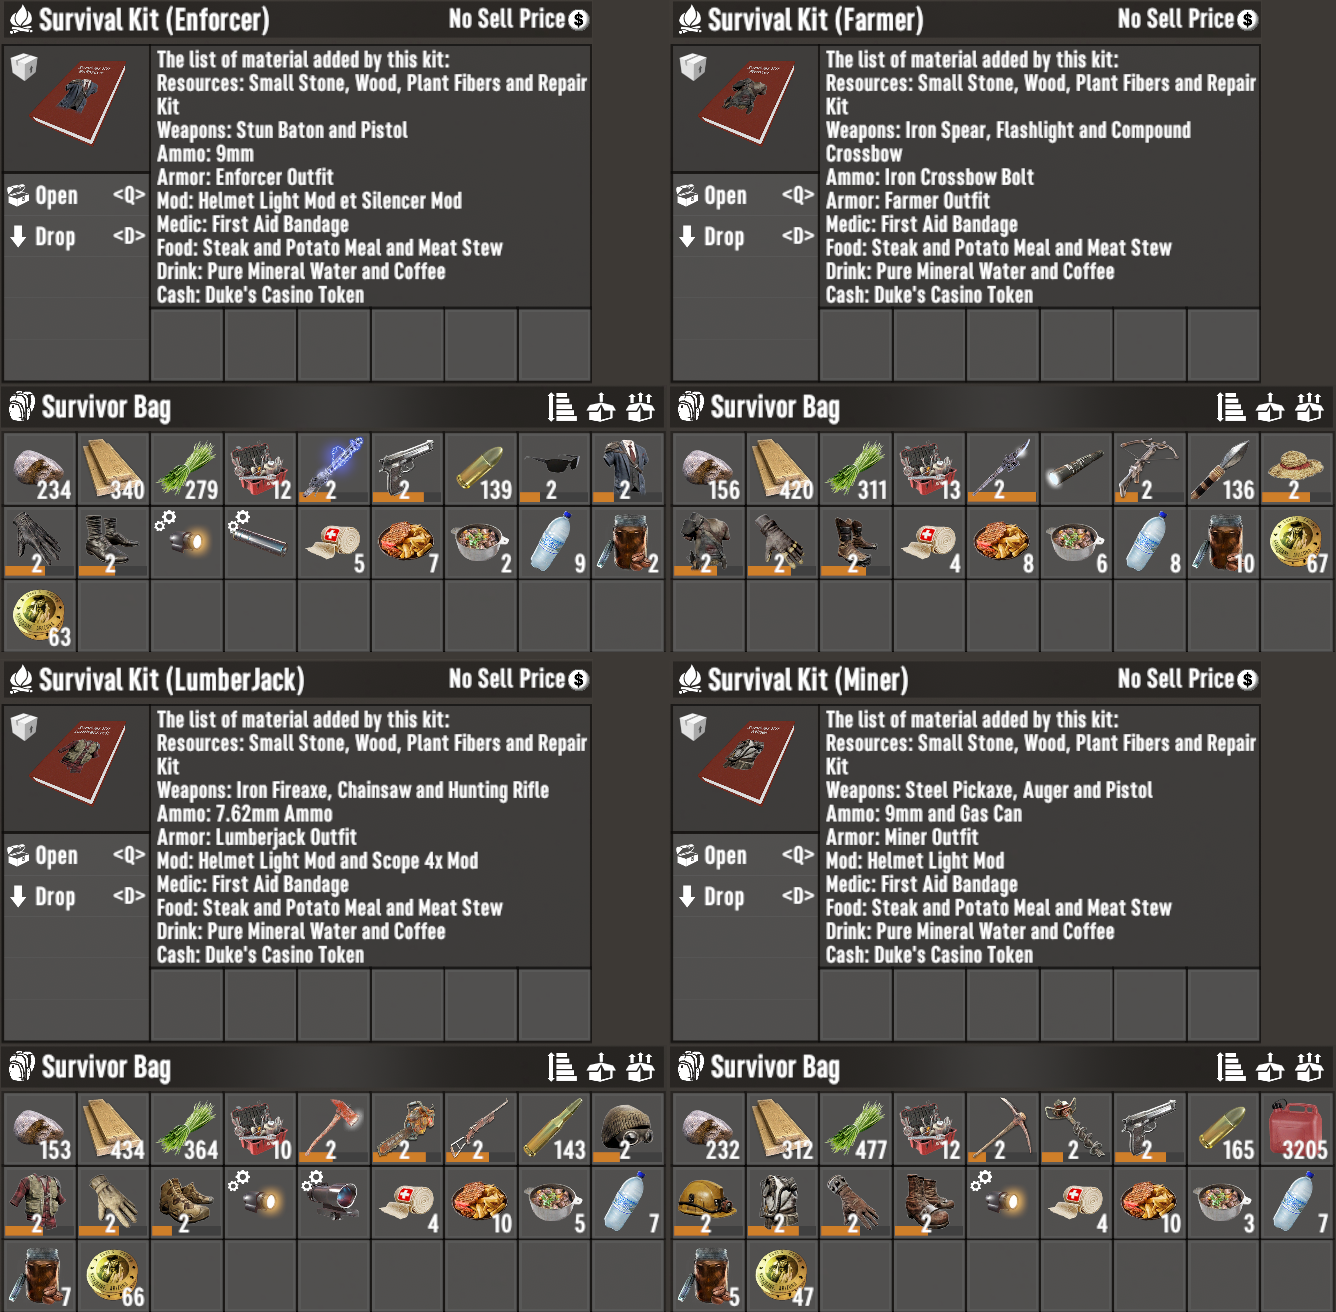 Survival Kit (Enforcer)
No Sell Price
The list of material added by this kit:
Resources: Small Stone, Wood, Plant Fibers and Repair
Kit
Weapons: Stun Baton and Pistol
Ammo: 9mm
Armor: Enforcer Outfit
Mod: Helmet Light Mod et Silencer Mod
Medic: First Aid Bandage
Food: Steak and Potato Meal and Meat Stew
Drink: Pure Mineral Water and Coffee
Cash: Duke's Casino Token
Open <Q>
Drop <D>
Survivor Bag
234 340 279 12 2 2 139 2 2
2 2 5 7 2 9 2
63
Survival Kit (Farmer)
No Sell Price
The list of material added by this kit:
Resources: Small Stone, Wood, Plant Fibers and Repair
Kit
Weapons: Iron Spear, Flashlight and Compound
Crossbow
Ammo: Iron Crossbow Bolt
Armor: Farmer Outfit
Medic: First Aid Bandage
Food: Steak and Potato Meal and Meat Stew
Drink: Pure Mineral Water and Coffee
Cash: Duke's Casino Token
Open <Q>
Drop <D>
Survivor Bag
156 420 311 13 2 2 136 2
2 2 2 4 8 6 8 10 67
Survival Kit (LumberJack)
No Sell Price
The list of material added by this kit:
Resources: Small Stone, Wood, Plant Fibers and Repair
Kit
Weapons: Iron Fireaxe, Chainsaw and Hunting Rifle
Ammo: 7.62mm Ammo
Armor: Lumberjack Outfit
Mod: Helmet Light Mod and Scope 4x Mod
Medic: First Aid Bandage
Food: Steak and Potato Meal and Meat Stew
Drink: Pure Mineral Water and Coffee
Cash: Duke's Casino Token
Open <Q>
Drop <D>
Survivor Bag
153 434 364 10 2 2 2 143 2
2 2 2 4 10 5 7
7 66
Survival Kit (Miner)
No Sell Price
The list of material added by this kit:
Resources: Small Stone, Wood, Plant Fibers and Repair
Kit
Weapons: Steel Pickaxe, Auger and Pistol
Ammo: 9mm and Gas Can
Armor: Miner Outfit
Mod: Helmet Light Mod
Medic: First Aid Bandage
Food: Steak and Potato Meal and Meat Stew
Drink: Pure Mineral Water and Coffee
Cash: Duke's Casino Token
Open <Q>
Drop <D>
Survivor Bag
232 312 477 12 2 2 2 165 3205
2 2 2 2 4 10 3 7
5 47